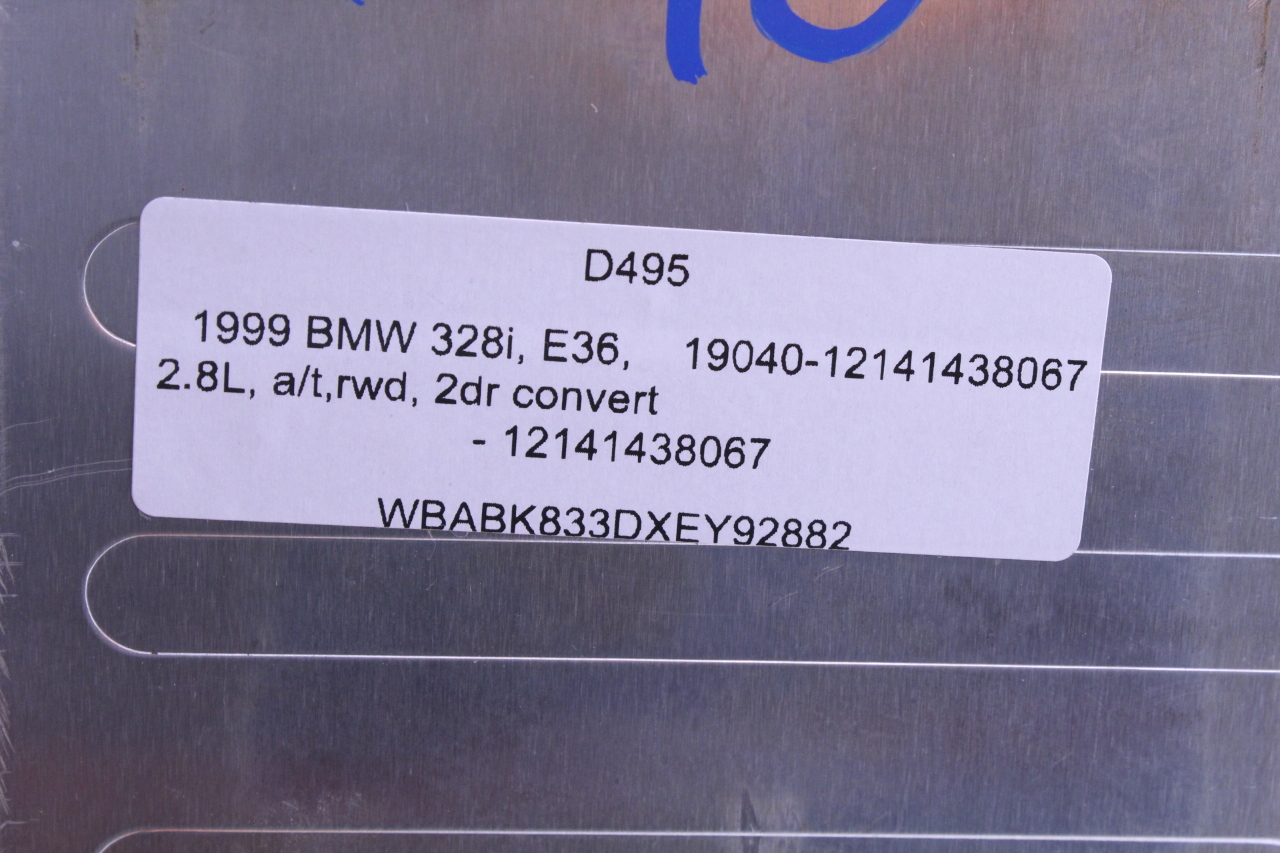 D495
1999 BMW 328i, E36, 19040-12141438067
2.8L, a/t,rwd, 2dr convert
- 12141438067
WBABK833DXEY92882